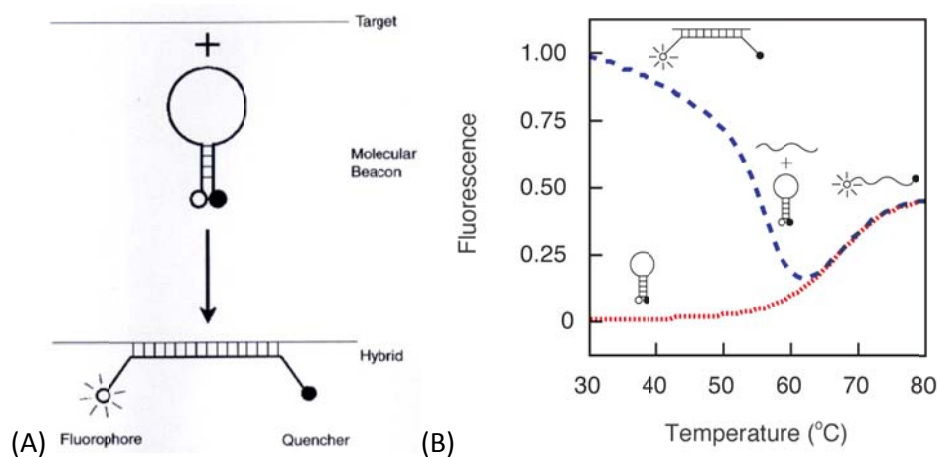 Target
+
Molecular
Beacon
Hybrid
Fluorophore
Quencher
(A)
(B)
Fluorescence
1.00
0.75
0.50
0.25
0
+
30
40
50
60
70
80
Temperature (°C)